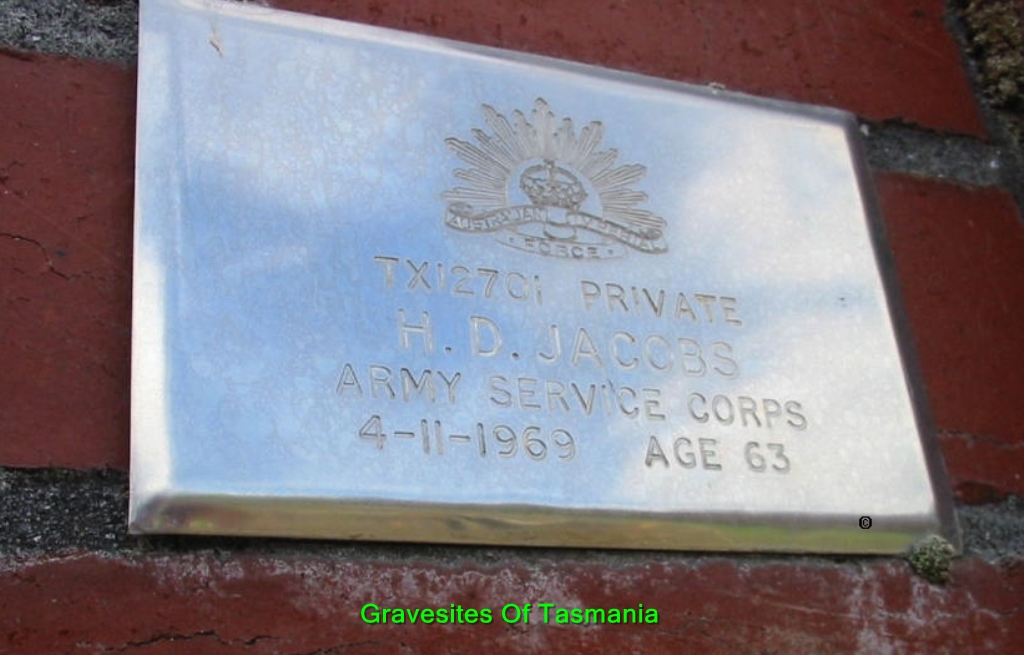 AUSTRALIAN IMPERIAL
FORCE
TX12701 PRIVATE
H. D. JACOBS
ARMY SERVICE CORPS
4-11-1969 AGE 63
©
Gravesites Of Tasmania